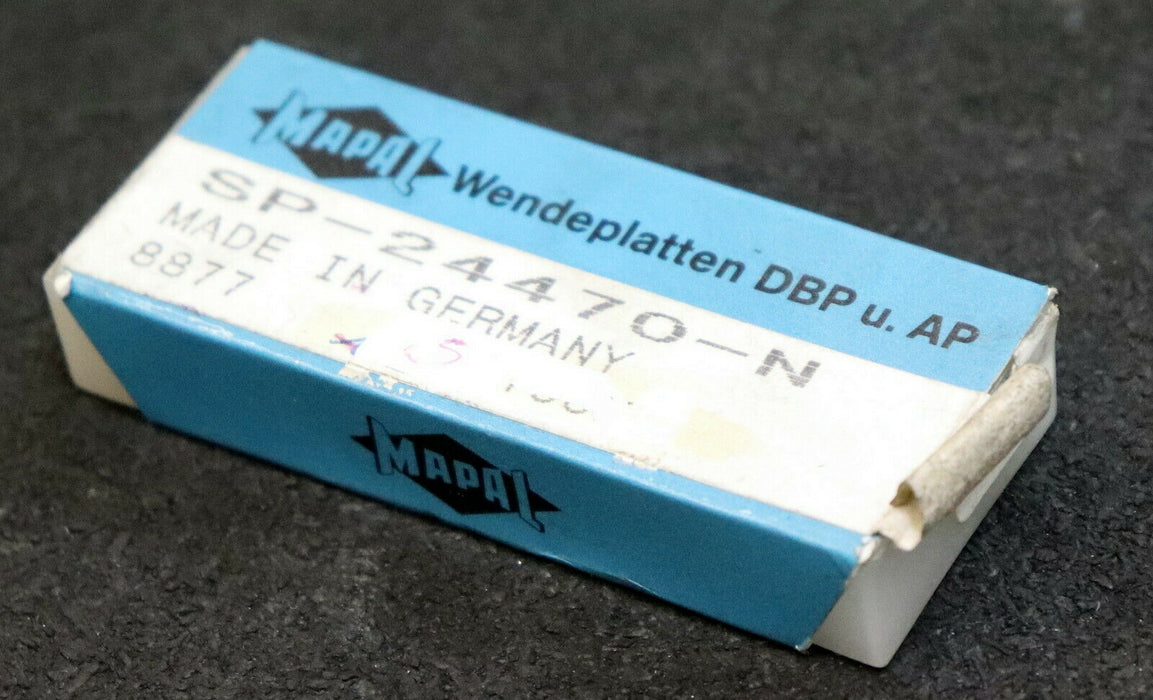 MAPAL Wendeplatten DBP u. AP
SP-24470-N
MADE IN GERMANY
8877
MAPAL